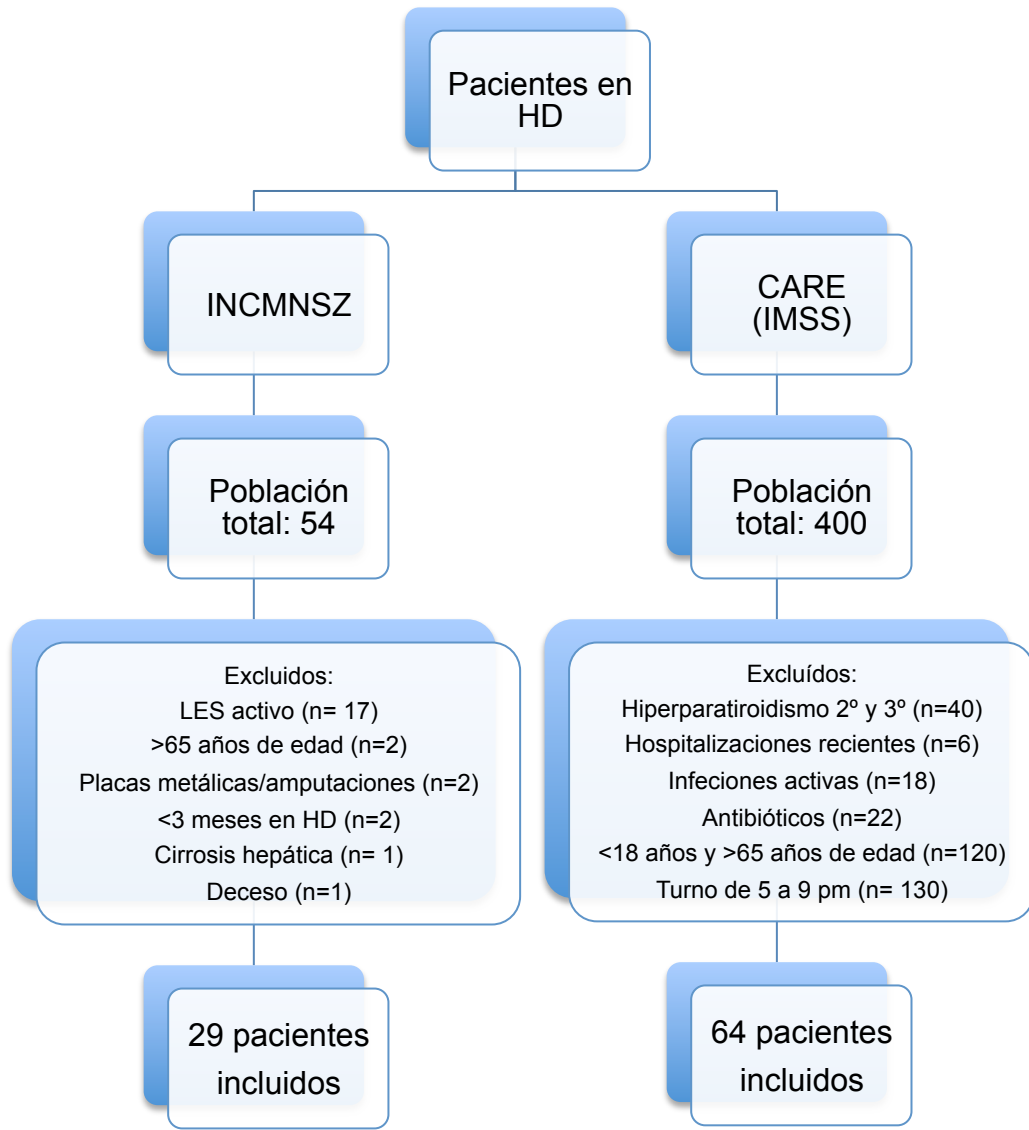 Pacientes en
HD
INCMNSZ
CARE
(IMSS)
Población
total: 54
Población
total: 400
Excluidos:
LES activo (n= 17)
>65 años de edad (n=2)
Placas metálicas/amputaciones (n=2)
<3 meses en HD (n=2)
Cirrosis hepática (n= 1)
Deceso (n=1)
Excluídos:
Hiperparatiroidismo 2º y 3º (n=40)
Hospitalizaciones recientes (n=6)
Infeciones activas (n=18)
Antibióticos (n=22)
<18 años y >65 años de edad (n=120)
Turno de 5 a 9 pm (n= 130)
29 pacientes
incluidos
64 pacientes
incluidos